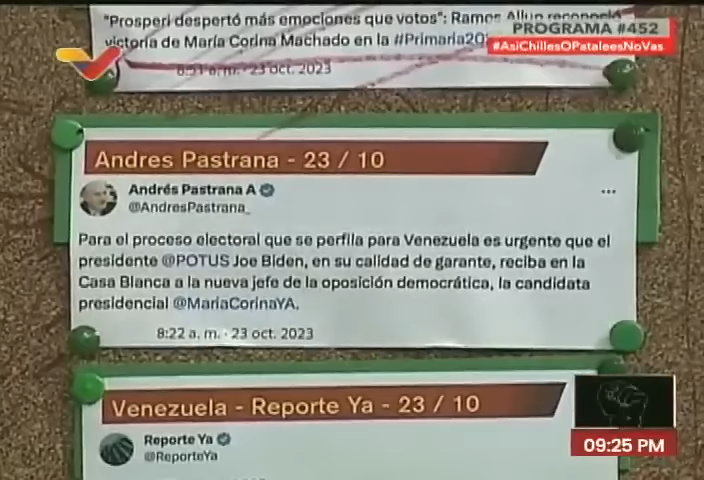 "Prosperi despertó más emociones que votos": Ramos Allup reconoció
victoria de María Corina Machado en la #Primaria20
8:51 a. m. · 23 oct. 2023
PROGRAMA #452
#AsiChillesOPataleesNoVas
Andres Pastrana - 23 / 10
Andrés Pastrana A
@AndresPastrana_
...
Para el proceso electoral que se perfila para Venezuela es urgente que el
presidente @POTUS Joe Biden, en su calidad de garante, reciba en la
Casa Blanca a la nueva jefe de la oposición democrática, la candidata
presidencial @MariaCorinaYA.
8:22 a. m. · 23 oct. 2023
Venezuela - Reporte Ya - 23 / 10
Reporte Ya
@ReporteYa
09:25 PM